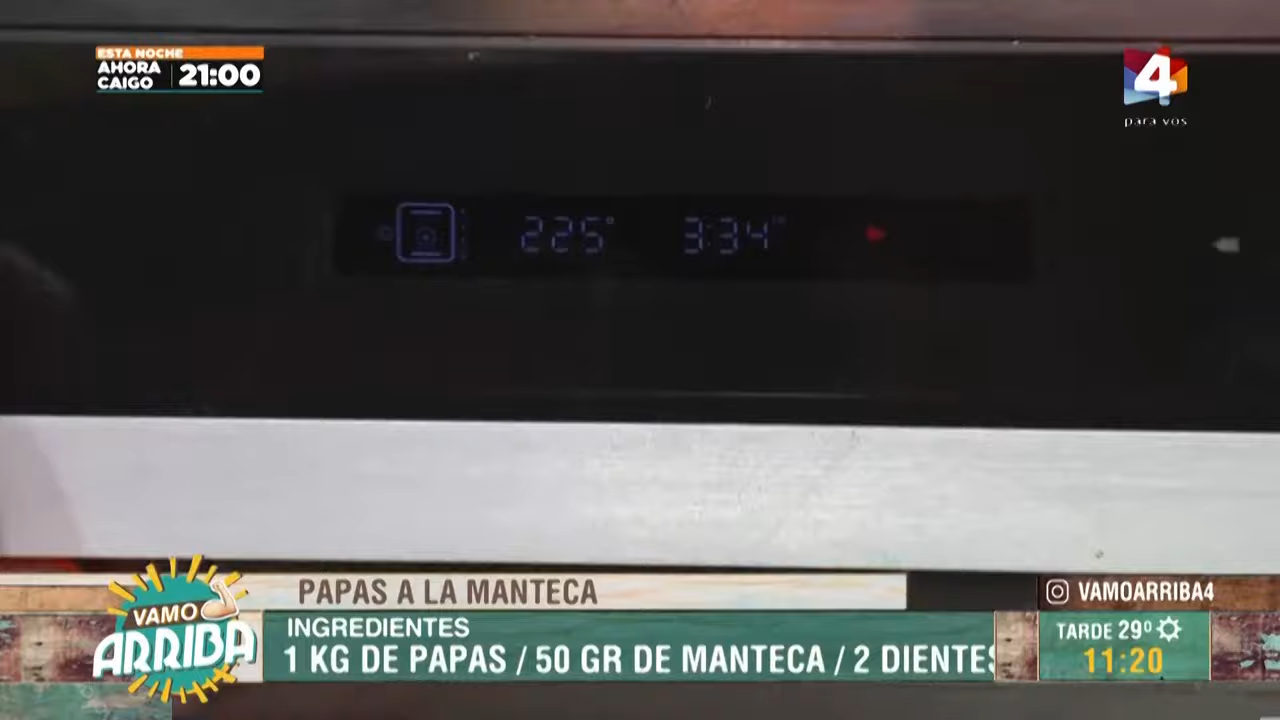 ESTA NOCHE
AHORA
CAIGO
21:00
4
para vos
225°
3:34
PAPAS A LA MANTECA
VAMOARRIBA4
VAMO
ARRIBA
INGREDIENTES
1 KG DE PAPAS / 50 GR DE MANTECA / 2 DIENTES
TARDE 29º
11:20